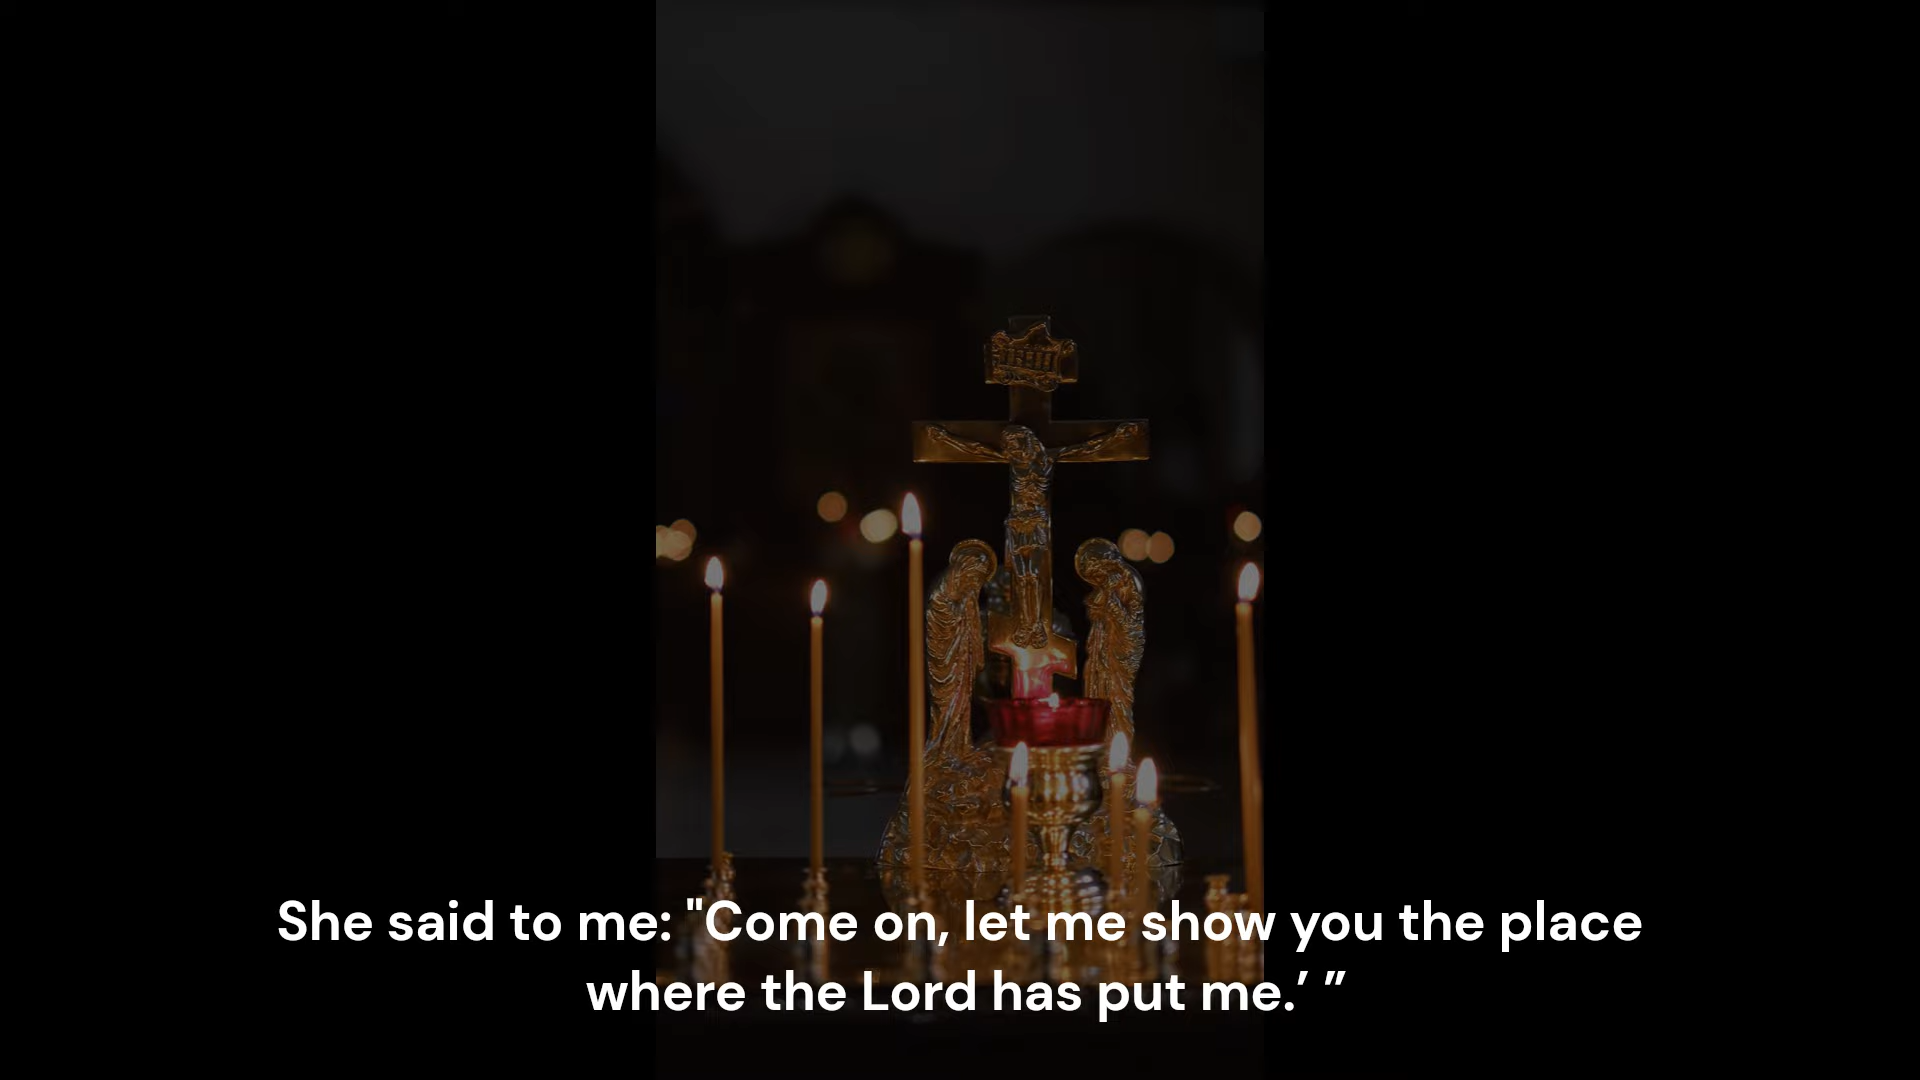 She said to me: "Come on, let me show you the place
where the Lord has put me.’ ”